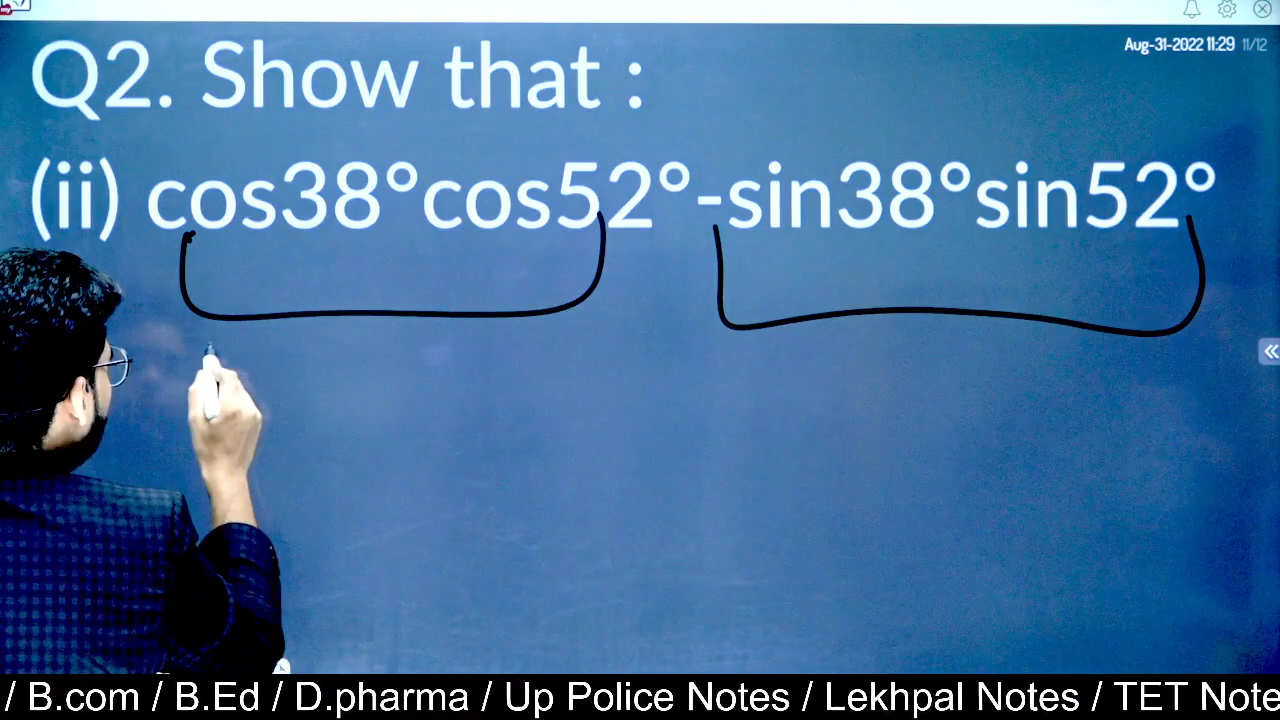 Aug-31-2022 11:29 11/12
Q2. Show that :
(ii) cos38°cos52°-sin38°sin52°
/ B.com / B.Ed / D.pharma / Up Police Notes / Lekhpal Notes / TET Note